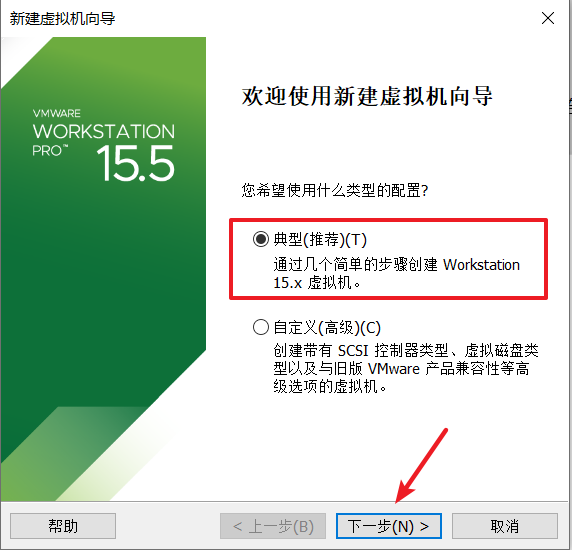 新建虚拟机向导
VMWARE
WORKSTATION
PRO™ 15.5
欢迎使用新建虚拟机向导
您希望使用什么类型的配置?
典型(推荐)(T)
通过几个简单的步骤创建 Workstation
15.x 虚拟机。
自定义(高级)(C)
创建带有 SCSI 控制器类型、虚拟磁盘类
型以及与旧版 VMware 产品兼容性等高
级选项的虚拟机。
帮助
< 上一步(B)
下一步(N) >
取消